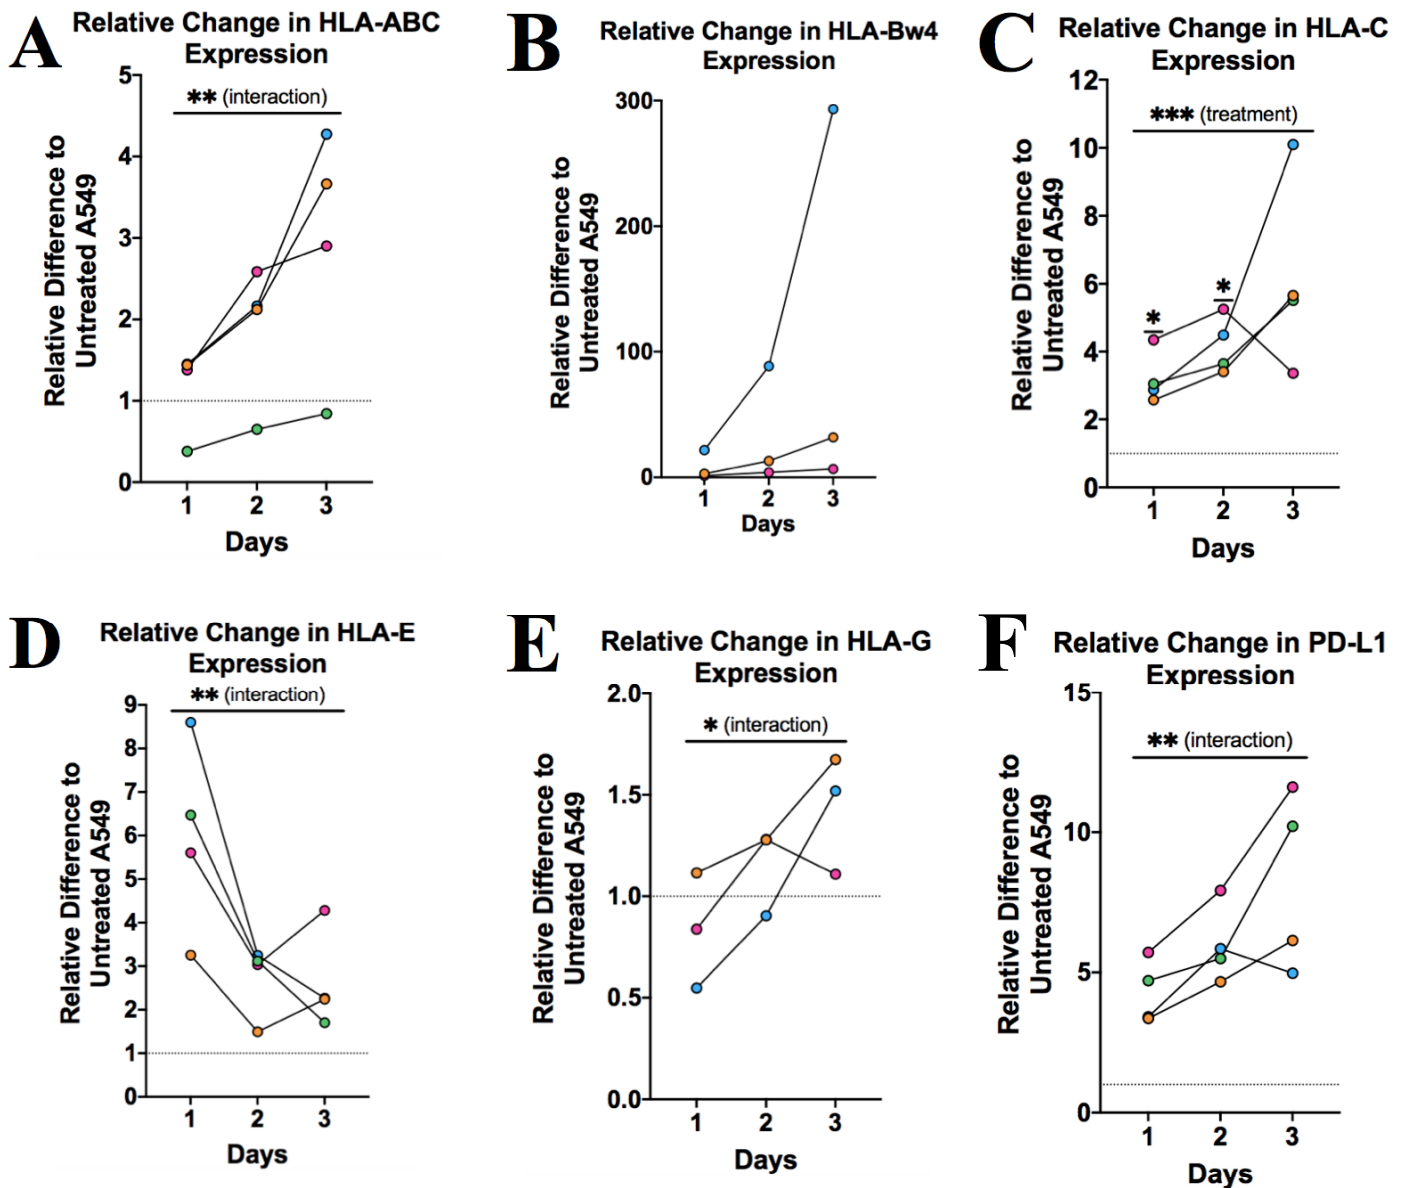 A
Relative Change in HLA-ABC
Expression
** (interaction)
Relative Difference to
Untreated A549
5
4
3
2
1
0
1 2 3
Days
B
Relative Change in HLA-Bw4
Expression
Relative Difference to
Untreated A549
300
200
100
0
1 2 3
Days
C
Relative Change in HLA-C
Expression
*** (treatment)
Relative Difference to
Untreated A549
12
10
8
6
4
2
0
*
*
1 2 3
Days
D
Relative Change in HLA-E
Expression
** (interaction)
Relative Difference to
Untreated A549
9
8
7
6
5
4
3
2
1
0
1 2 3
Days
E
Relative Change in HLA-G
Expression
* (interaction)
Relative Difference to
Untreated A549
2.0
1.5
1.0
0.5
0.0
1 2 3
Days
F
Relative Change in PD-L1
Expression
** (interaction)
Relative Difference to
Untreated A549
15
10
5
0
1 2 3
Days